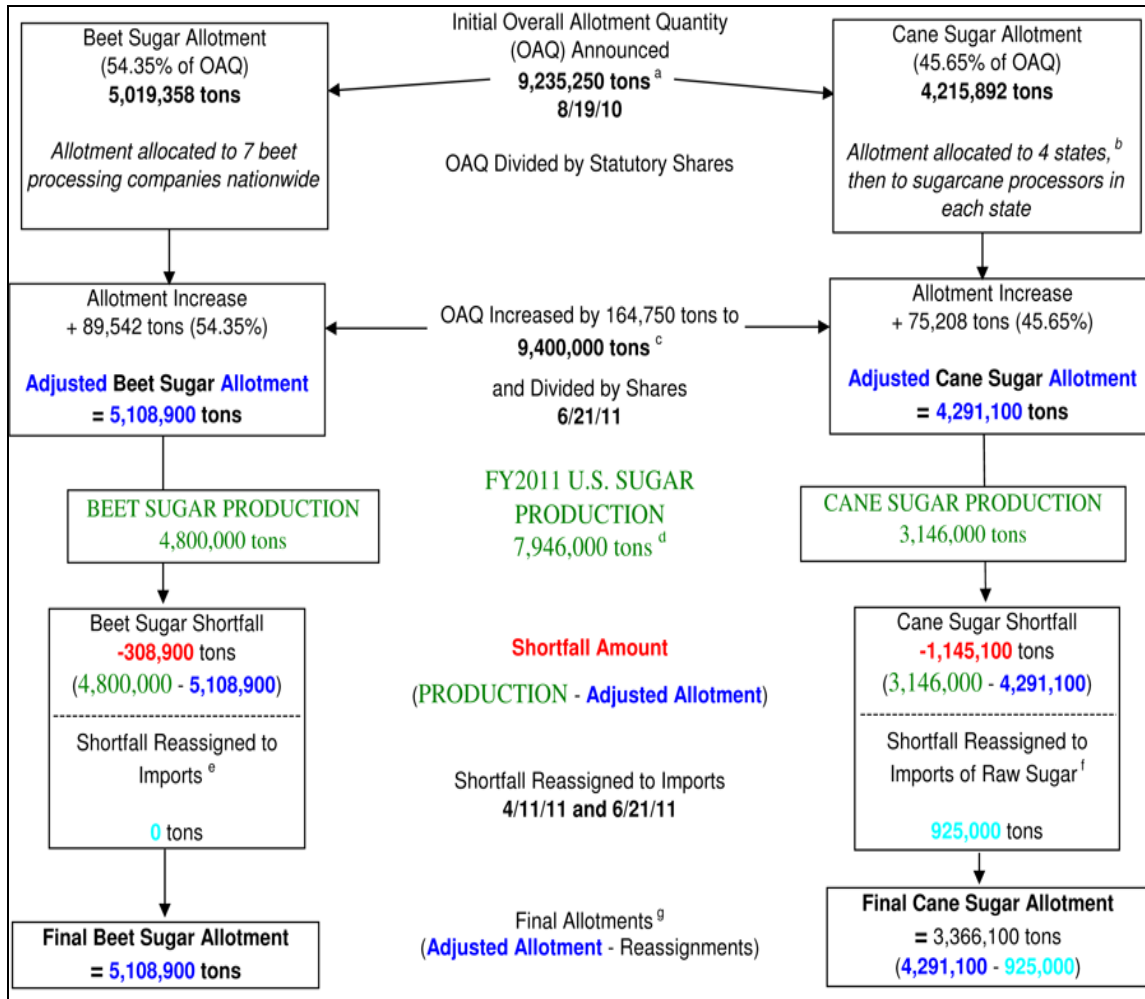 Beet Sugar Allotment
(54.35% of OAQ)
5,019,358 tons
Allotment allocated to 7 beet
processing companies nationwide
Initial Overall Allotment Quantity
(OAQ) Announced
9,235,250 tons a
8/19/10
OAQ Divided by Statutory Shares
Cane Sugar Allotment
(45.65% of OAQ)
4,215,892 tons
Allotment allocated to 4 states, b
then to sugarcane processors in
each state
Allotment Increase
+ 89,542 tons (54.35%)
Adjusted Beet Sugar Allotment
= 5,108,900 tons
OAQ Increased by 164,750 tons to
9,400,000 tons c
and Divided by Shares
6/21/11
Allotment Increase
+ 75,208 tons (45.65%)
Adjusted Cane Sugar Allotment
= 4,291,100 tons
BEET SUGAR PRODUCTION
4,800,000 tons
FY2011 U.S. SUGAR
PRODUCTION
7,946,000 tons d
CANE SUGAR PRODUCTION
3,146,000 tons
Beet Sugar Shortfall
-308,900 tons
(4,800,000 - 5,108,900)
Shortfall Reassigned to
Imports e
0 tons
Shortfall Amount
(PRODUCTION - Adjusted Allotment)
Shortfall Reassigned to Imports
4/11/11 and 6/21/11
Cane Sugar Shortfall
-1,145,100 tons
(3,146,000 - 4,291,100)
Shortfall Reassigned to
Imports of Raw Sugar f
925,000 tons
Final Beet Sugar Allotment
= 5,108,900 tons
Final Allotments g
(Adjusted Allotment - Reassignments)
Final Cane Sugar Allotment
= 3,366,100 tons
(4,291,100 - 925,000)